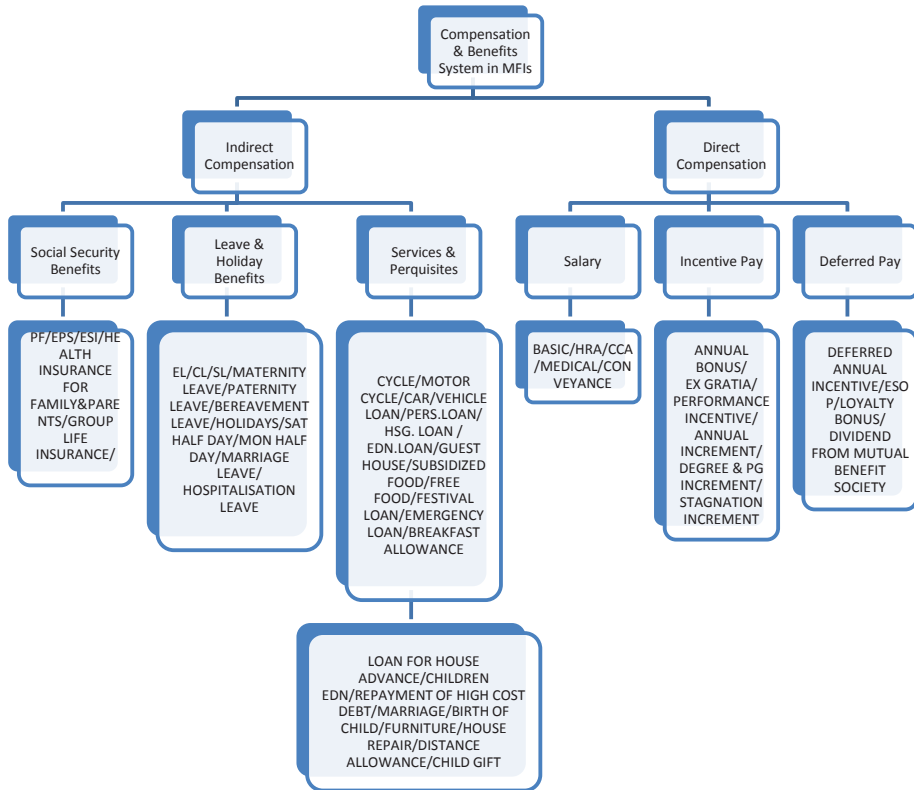 Compensation
& Benefits
System in MFIs
Indirect
Compensation
Direct
Compensation
Social Security
Benefits
Leave &
Holiday
Benefits
Services &
Perquisites
Salary
Incentive Pay
Deferred Pay
PF/EPS/ESI/HE
ALTH
INSURANCE
FOR
FAMILY&PARE
NTS/GROUP
LIFE
INSURANCE/
EL/CL/SL/MATERNITY
LEAVE/PATERNITY
LEAVE/BEREAVEMENT
LEAVE/HOLIDAYS/SAT
HALF DAY/MON HALF
DAY/MARRIAGE
LEAVE/
HOSPITALISATION
LEAVE
CYCLE/MOTOR
CYCLE/CAR/VEHICLE
LOAN/PERS.LOAN/
HSG. LOAN /
EDN.LOAN/GUEST
HOUSE/SUBSIDIZED
FOOD/FREE
FOOD/FESTIVAL
LOAN/EMERGENCY
LOAN/BREAKFAST
ALLOWANCE
BASIC/HRA/CCA
/MEDICAL/CON
VEYANCE
ANNUAL
BONUS/
EX GRATIA/
PERFORMANCE
INCENTIVE/
ANNUAL
INCREMENT/
DEGREE & PG
INCREMENT/
STAGNATION
INCREMENT
DEFERRED
ANNUAL
INCENTIVE/ESO
P/LOYALTY
BONUS/
DIVIDEND
FROM MUTUAL
BENEFIT
SOCIETY
LOAN FOR HOUSE
ADVANCE/CHILDREN
EDN/REPAYMENT OF HIGH COST
DEBT/MARRIAGE/BIRTH OF
CHILD/FURNITURE/HOUSE
REPAIR/DISTANCE
ALLOWANCE/CHILD GIFT